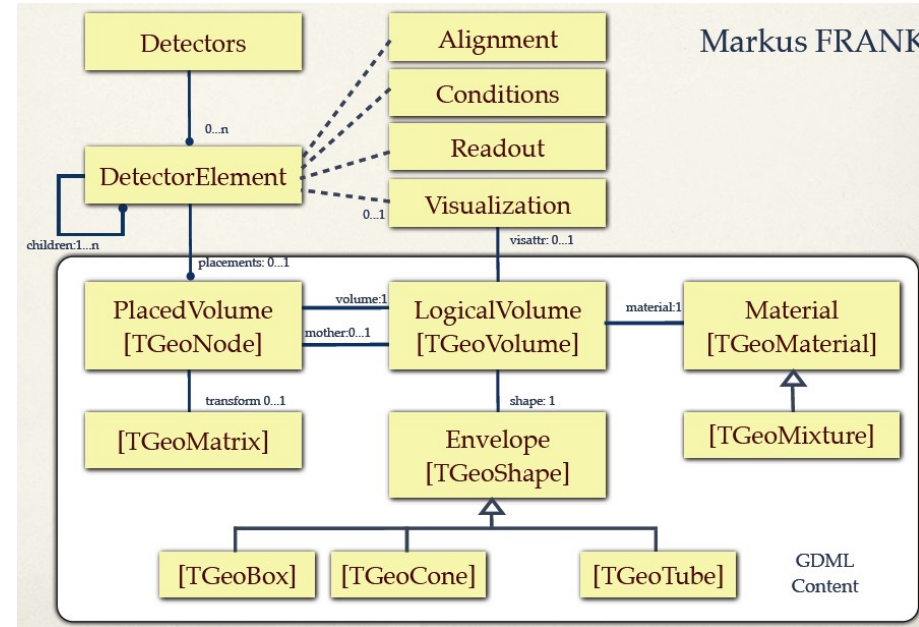 Detectors
Alignment
Markus FRANK
Conditions
0...n
Readout
DetectorElement
Visualization
0...1
children:1...n
visattr: 0...1
placements: 0...1
PlacedVolume
[TGeoNode]
volume:1
mother:0...1
LogicalVolume
[TGeoVolume]
material:1
Material
[TGeoMaterial]
transform 0...1
shape: 1
[TGeoMatrix]
Envelope
[TGeoShape]
[TGeoMixture]
[TGeoBox]
[TGeoCone]
[TGeoTube]
GDML
Content